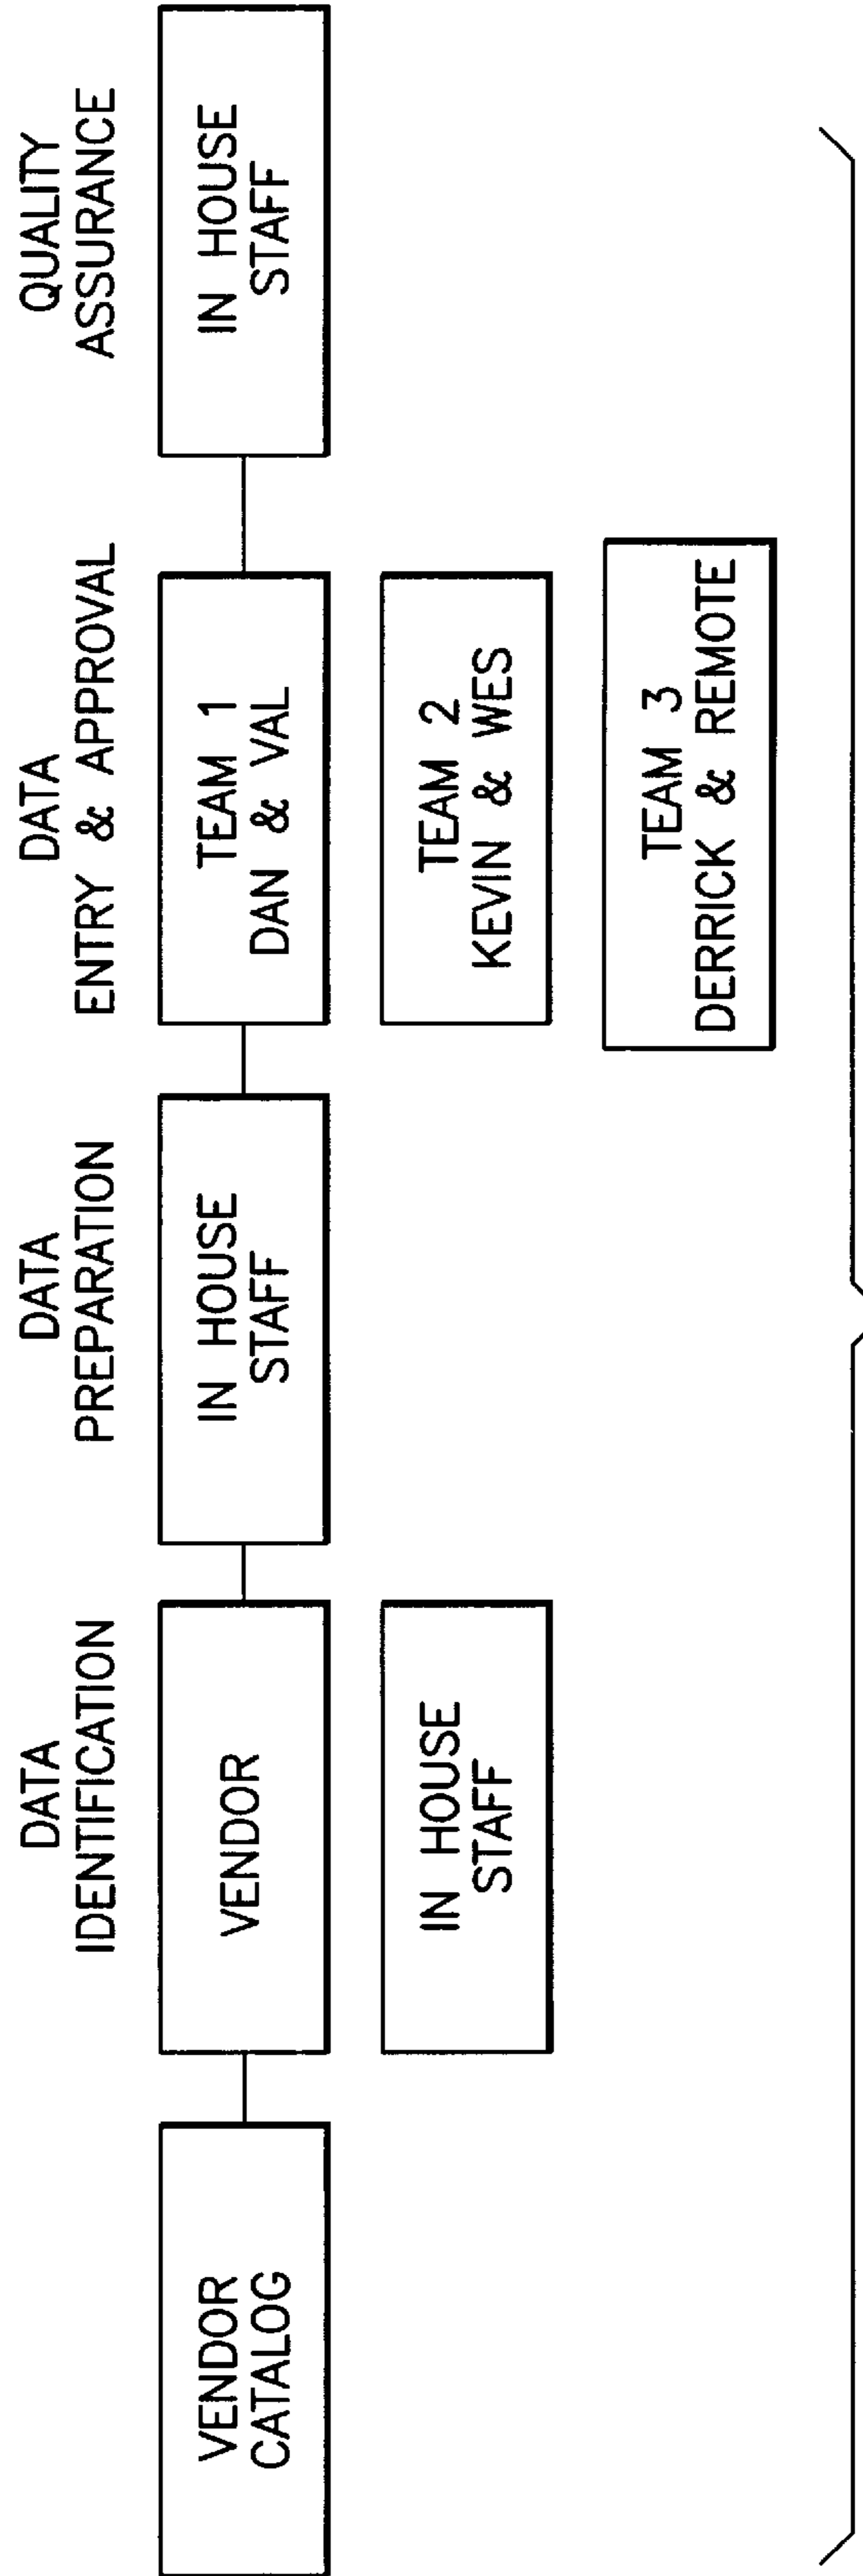 DATA
IDENTIFICATION
DATA
PREPARATION
DATA
ENTRY & APPROVAL
QUALITY
ASSURANCE
VENDOR
CATALOG
VENDOR
IN HOUSE
STAFF
TEAM 1
DAN & VAL
IN HOUSE
STAFF
IN HOUSE
STAFF
TEAM 2
KEVIN & WES
TEAM 3
DERRICK & REMOTE